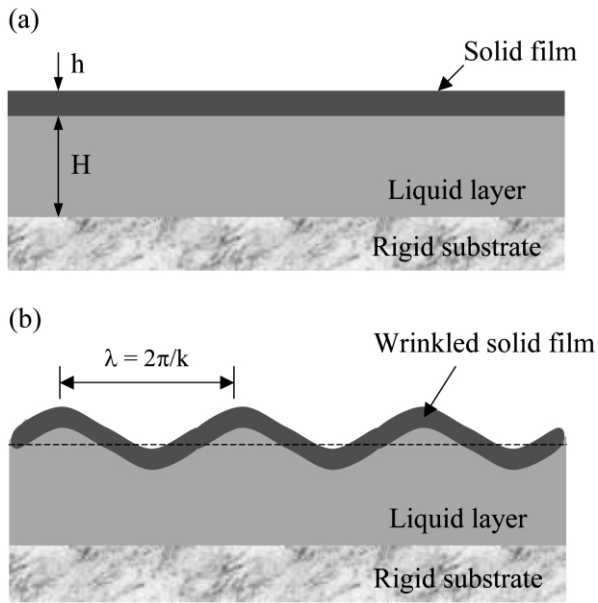 (a)
h
Solid film
H
Liquid layer
Rigid substrate
(b)
λ = 2π/k
Wrinkled solid film
Liquid layer
Rigid substrate